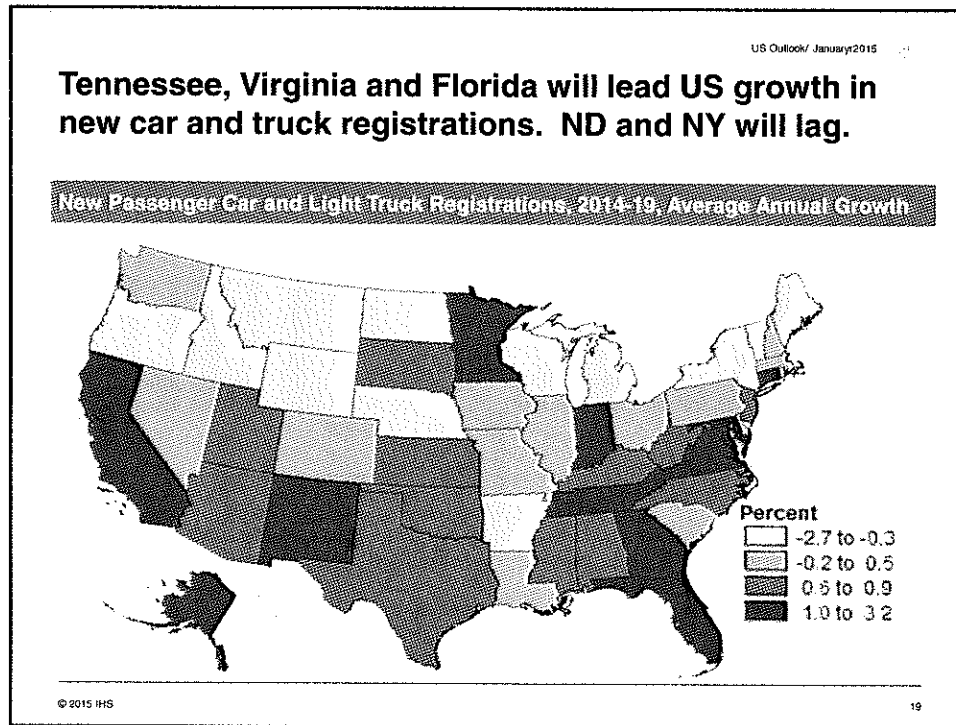 US Outlook/ January 2015
Tennessee, Virginia and Florida will lead US growth in
new car and truck registrations. ND and NY will lag.
New Passenger Car and Light Truck Registrations, 2014-19, Average Annual Growth
Percent
-2.7 to -0.3
-0.2 to 0.5
0.6 to 0.9
1.0 to 3.2
© 2015 IHS
19